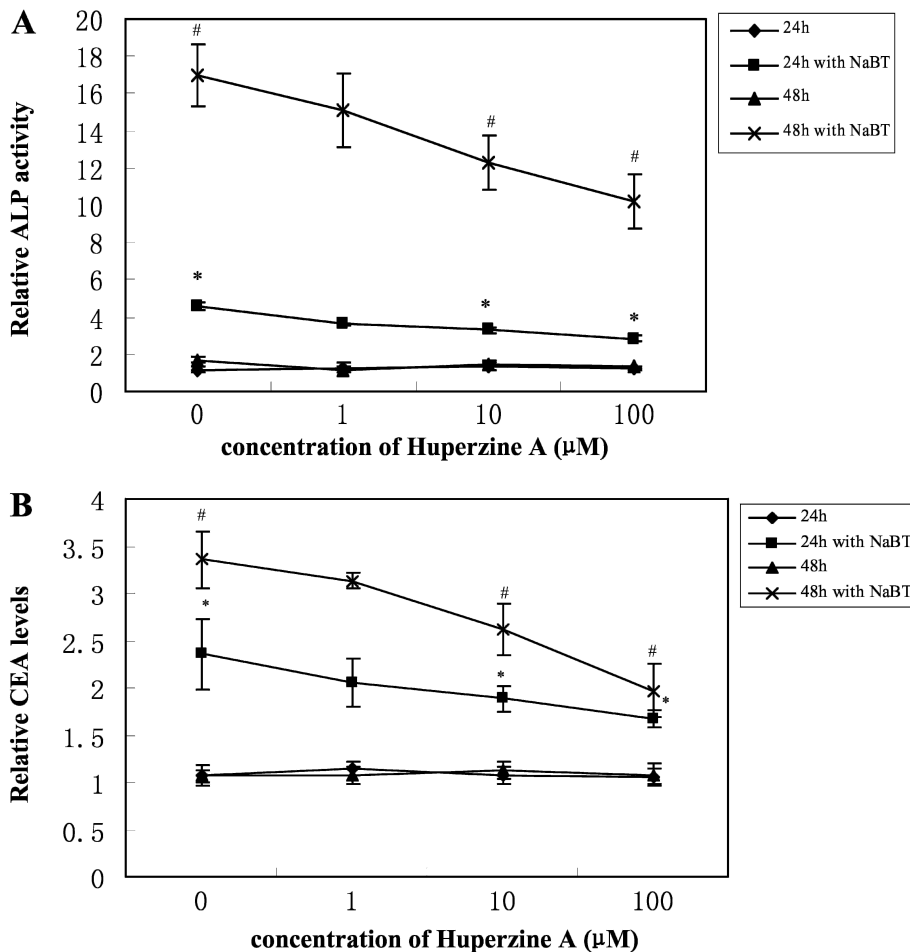 A
Relative ALP activity
20
18
16
14
12
10
8
6
4
2
0
#
#
#
*
*
*
0 1 10 100
concentration of Huperzine A (μM)
24h
24h with NaBT
48h
48h with NaBT
B
Relative CEA levels
4
3.5
3
2.5
2
1.5
1
0.5
0
#
*
#
*
#
*
0 1 10 100
concentration of Huperzine A (μM)
24h
24h with NaBT
48h
48h with NaBT